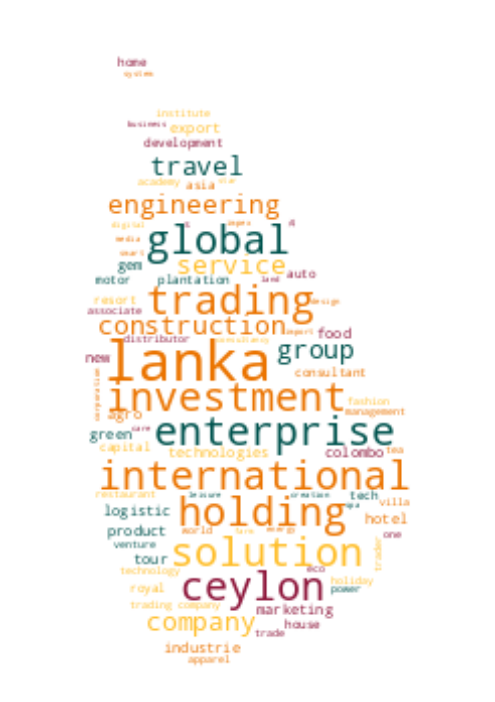 home
system
institute
business export
development
travel
academy asia star
engineering
digital
media global
smart
gem service auto
motor plantation land
resort trading design
associate
construction import food
distributor consultancy
new lanka group
consultant
corporation investment fashion
agro management
green care enterprise
capital technologies colombo tea
international
restaurant leisure creation tech
spa villa
logistic holding hotel
product world farm energy one
venture solution trader
tour
technology eco holiday
royal ceylon power
trading company marketing
company house
trade
industrie
apparel